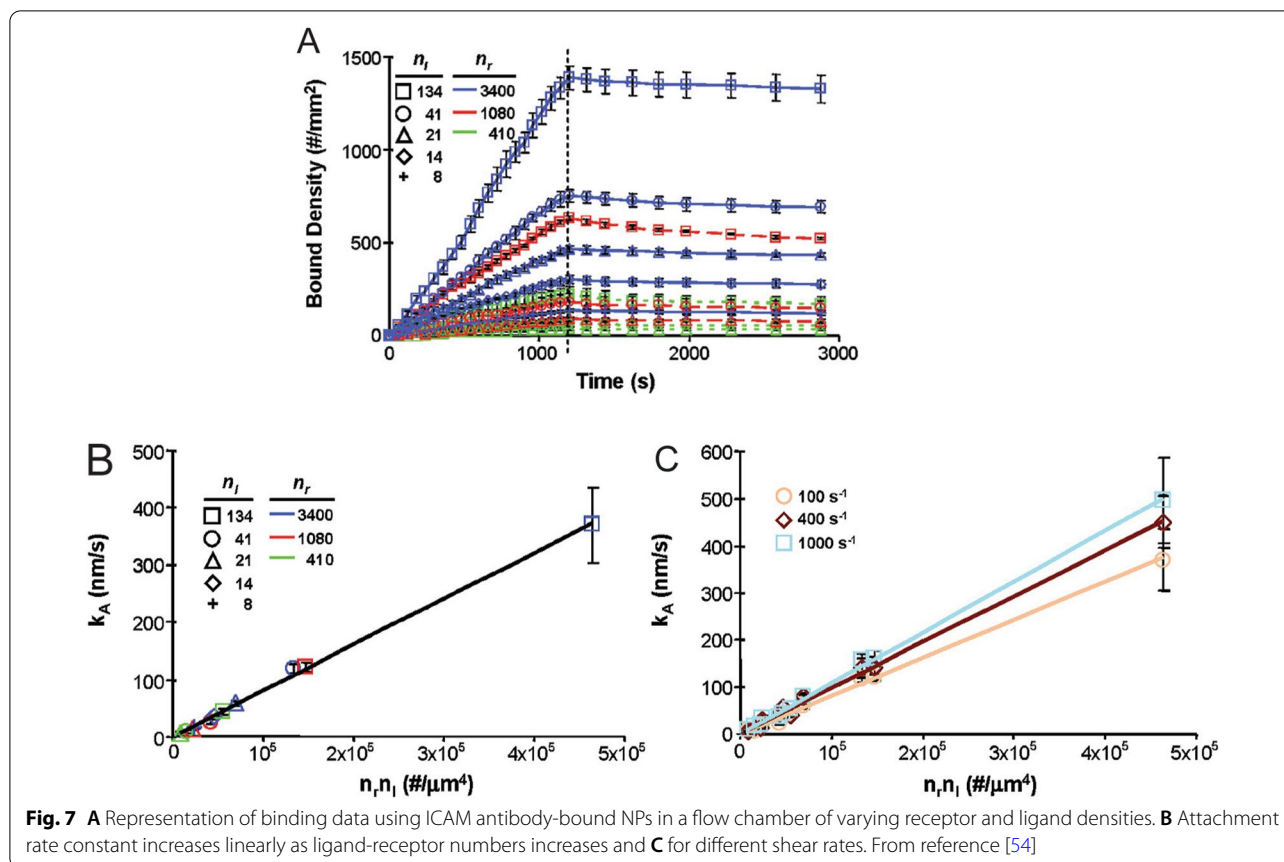 A
n_l n_r
134 3400
41 1080
21 410
14
8
Bound Density (#/mm²)
1500
1000
500
0
0 1000 2000 3000
Time (s)
B
n_l n_r
134 3400
41 1080
21 410
14
8
k_A (nm/s)
500
400
300
200
100
0
0 10⁵ 2x10⁵ 3x10⁵ 4x10⁵ 5x10⁵
n_rn_l (#/μm⁴)
C
100 s⁻¹
400 s⁻¹
1000 s⁻¹
k_A (nm/s)
600
500
400
300
200
100
0
0 10⁵ 2x10⁵ 3x10⁵ 4x10⁵ 5x10⁵
n_rn_l (#/μm⁴)
Fig. 7 A Representation of binding data using ICAM antibody-bound NPs in a flow chamber of varying receptor and ligand densities. B Attachment
rate constant increases linearly as ligand-receptor numbers increases and C for different shear rates. From reference [54]